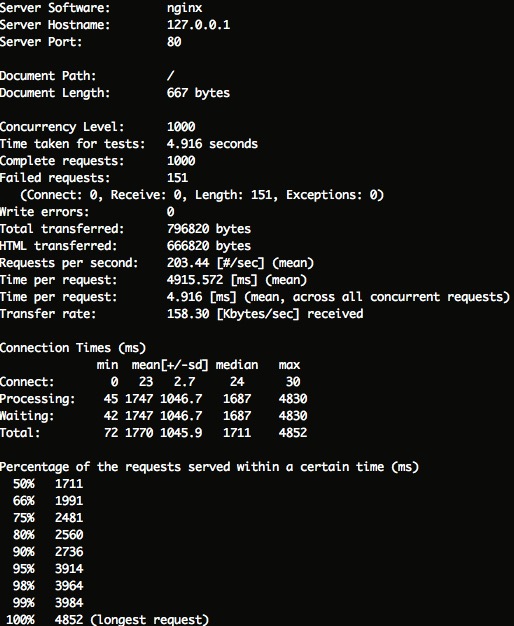 Server Software:        nginx
Server Hostname:        127.0.0.1
Server Port:            80
Document Path:          /
Document Length:        667 bytes
Concurrency Level:      1000
Time taken for tests:   4.916 seconds
Complete requests:      1000
Failed requests:        151
   (Connect: 0, Receive: 0, Length: 151, Exceptions: 0)
Write errors:           0
Total transferred:      796820 bytes
HTML transferred:       666820 bytes
Requests per second:    203.44 [#/sec] (mean)
Time per request:       4915.572 [ms] (mean)
Time per request:       4.916 [ms] (mean, across all concurrent requests)
Transfer rate:          158.30 [Kbytes/sec] received
Connection Times (ms)
              min  mean[+/-sd] median   max
Connect:        0   23   2.7     24      30
Processing:    45 1747 1046.7   1687    4830
Waiting:       42 1747 1046.7   1687    4830
Total:         72 1770 1045.9   1711    4852
Percentage of the requests served within a certain time (ms)
  50%   1711
  66%   1991
  75%   2481
  80%   2560
  90%   2736
  95%   3914
  98%   3964
  99%   3984
 100%   4852 (longest request)